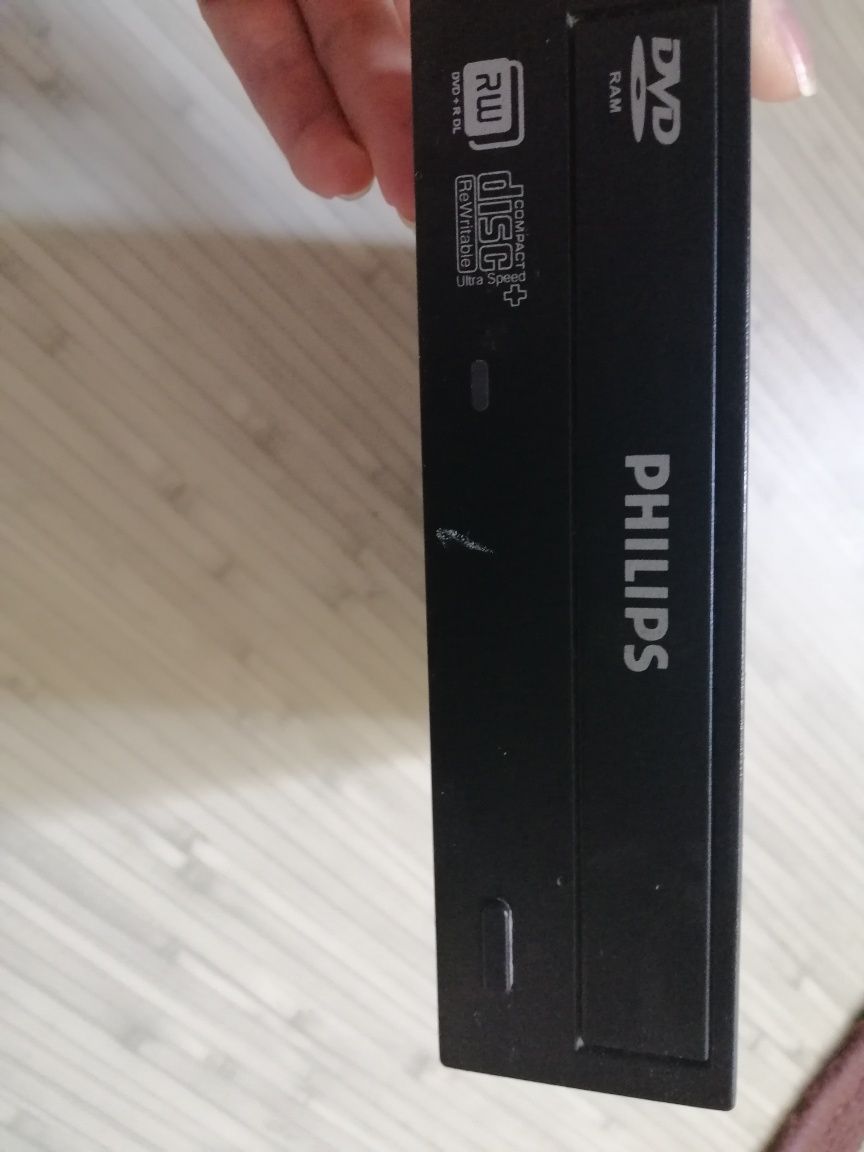 DVD
RAM
PHILIPS
RW
DVD+R DL
COMPACT
disc
ReWritable
Ultra Speed
+